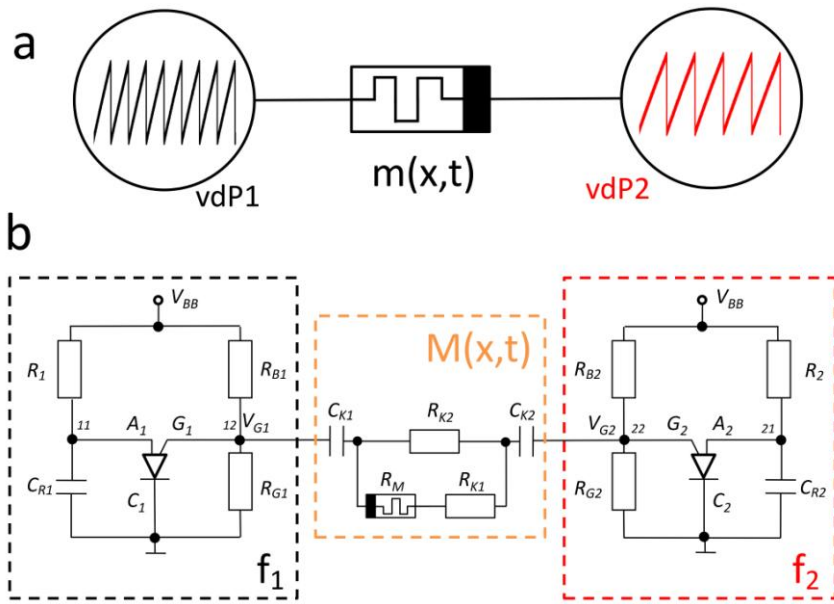 a
vdP1
m(x,t)
vdP2
b
V_BB
R_1
R_B1
11
A_1
G_1
12
V_G1
C_R1
C_1
R_G1
f_1
M(x,t)
C_K1
R_K2
C_K2
R_M
R_K1
V_BB
R_B2
R_2
V_G2
22
G_2
A_2
21
R_G2
C_2
C_R2
f_2